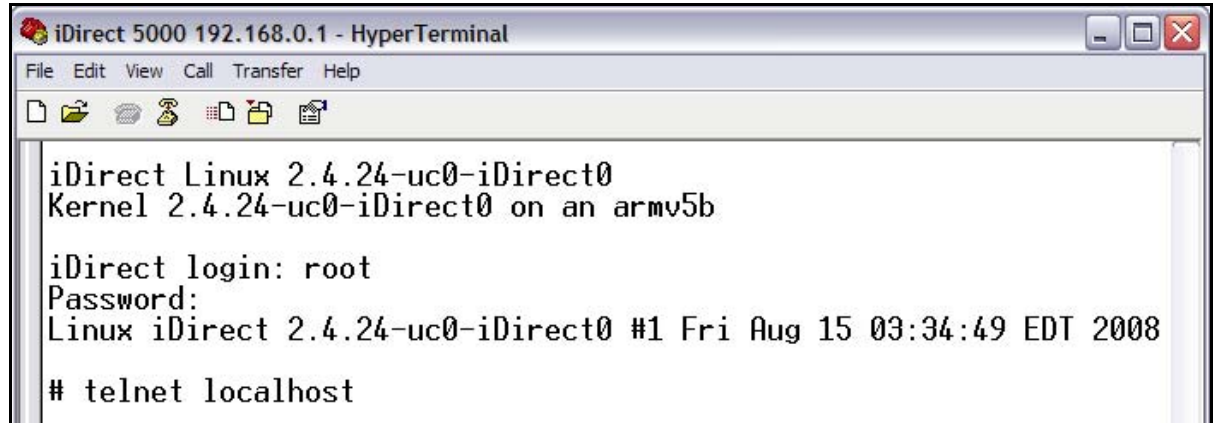 iDirect 5000 192.168.0.1 - HyperTerminal
File Edit View Call Transfer Help
iDirect Linux 2.4.24-uc0-iDirect0
Kernel 2.4.24-uc0-iDirect0 on an armv5b
iDirect login: root
Password:
Linux iDirect 2.4.24-uc0-iDirect0 #1 Fri Aug 15 03:34:49 EDT 2008
# telnet localhost